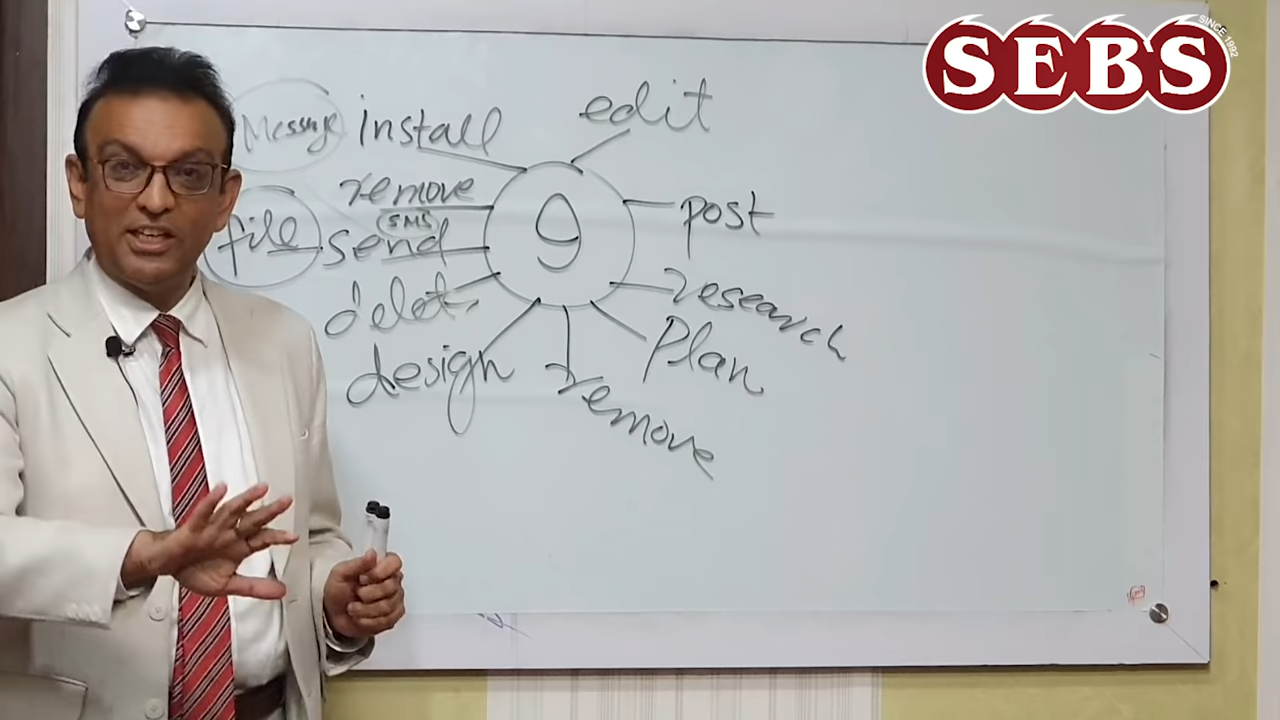 SEBS
SINCE 1992
Message install
edit
remove
SMS
file send
9
post
delete
research
design
Plan
remove